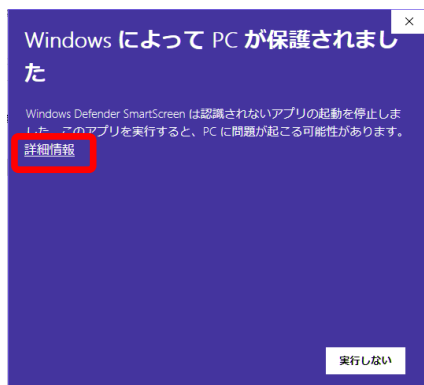 Windows によって PC が保護されまし
た
Windows Defender SmartScreen は認識されないアプリの起動を停止しま
した。このアプリを実行すると、PC に問題が起こる可能性があります。
詳細情報
実行しない